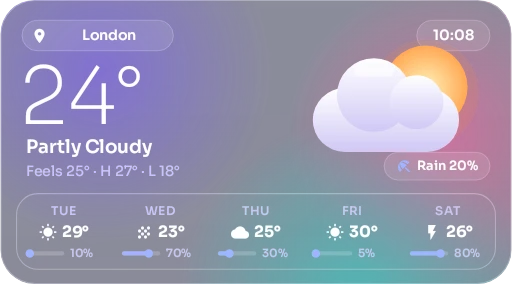 London
10:08
24°
Partly Cloudy
Feels 25° · H 27° · L 18°
Rain 20%
TUE WED THU FRI SAT
29° 23° 25° 30° 26°
10% 70% 30% 5% 80%